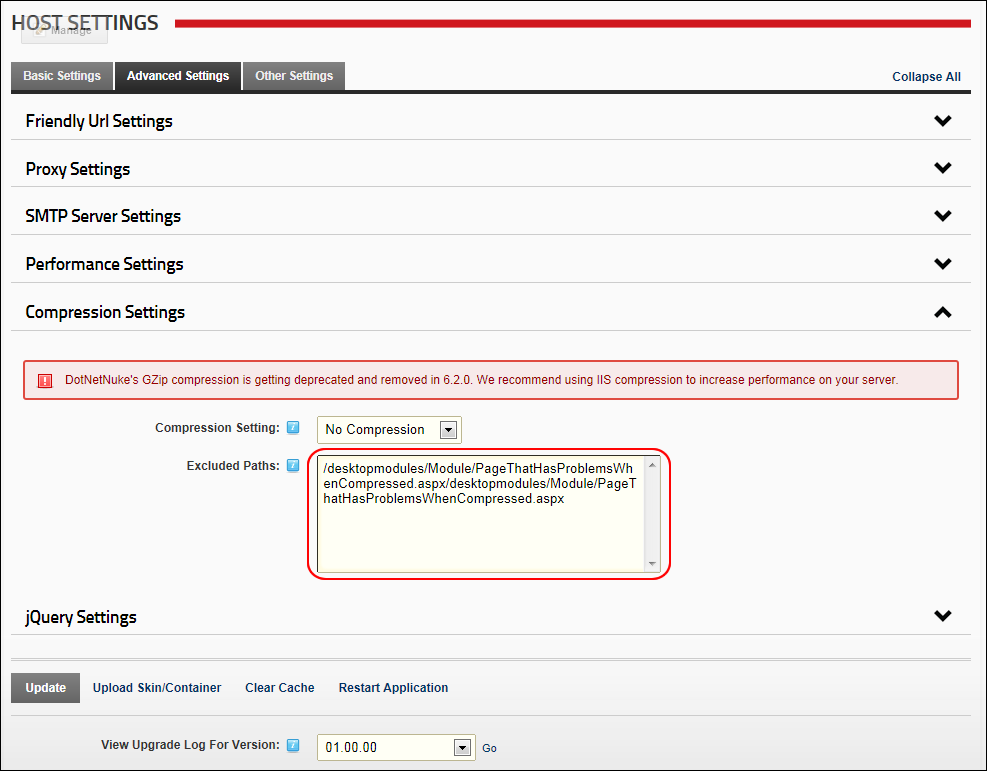 HOST SETTINGS
Manage
Basic Settings Advanced Settings Other Settings Collapse All
Friendly Url Settings
Proxy Settings
SMTP Server Settings
Performance Settings
Compression Settings
DotNetNuke's GZip compression is getting deprecated and removed in 6.2.0. We recommend using IIS compression to increase performance on your server.
Compression Setting: No Compression
Excluded Paths: /desktopmodules/Module/PageThatHasProblemsWh
enCompressed.aspx/desktopmodules/Module/PageT
hatHasProblemsWhenCompressed.aspx
jQuery Settings
Update Upload Skin/Container Clear Cache Restart Application
View Upgrade Log For Version: 01.00.00 Go